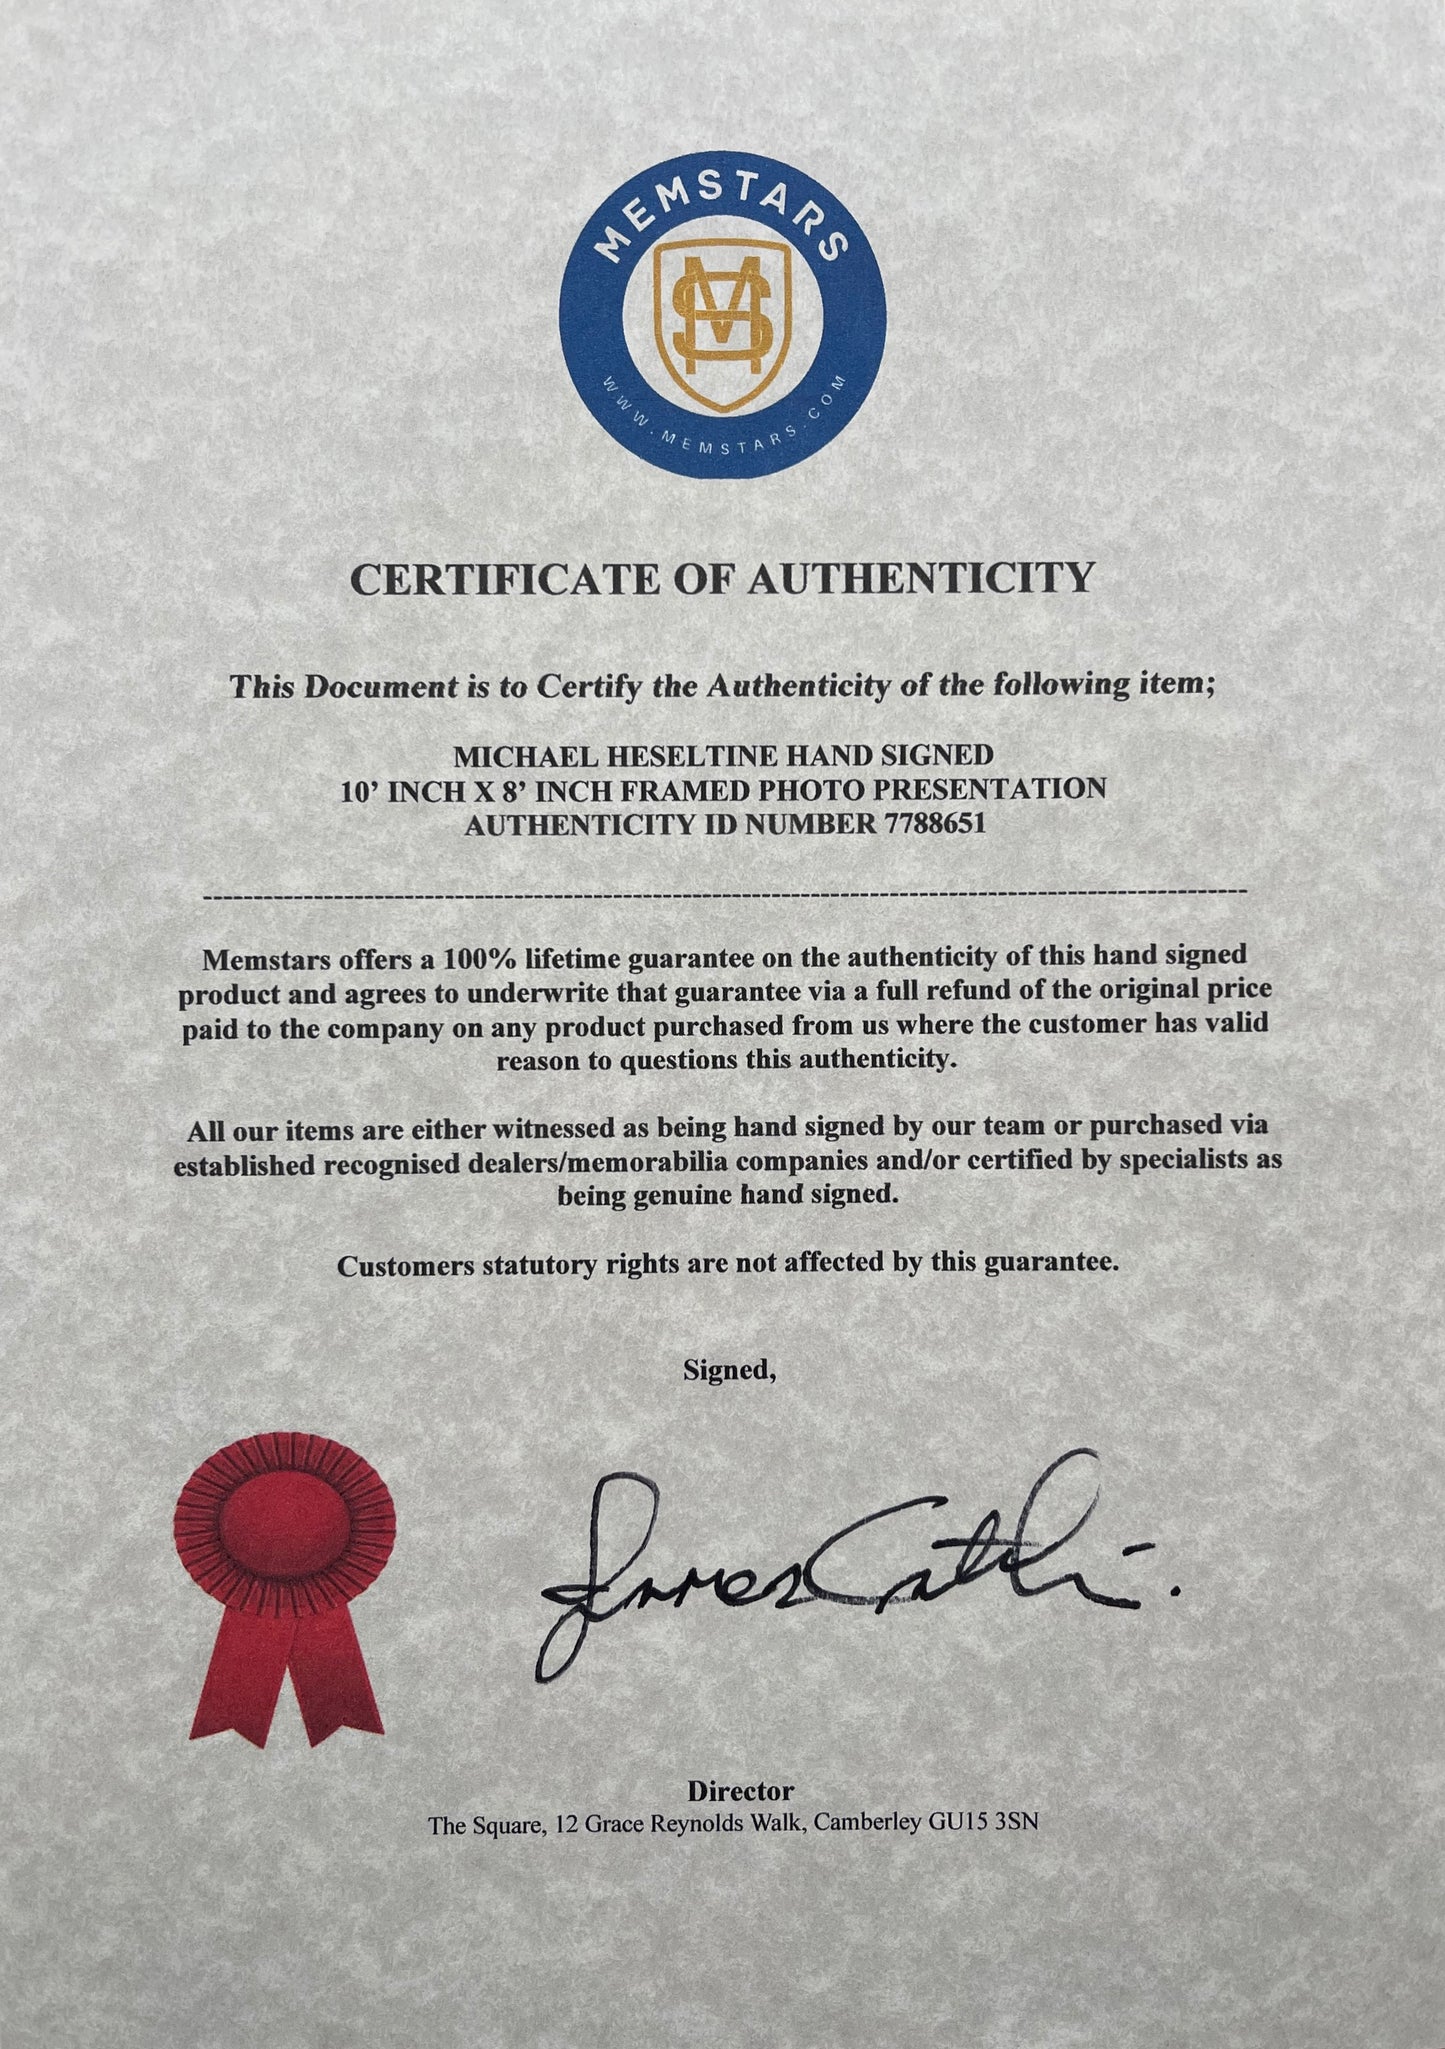 MEMSTARS
WWW.MEMSTARS.COM
CERTIFICATE OF AUTHENTICITY
This Document is to Certify the Authenticity of the following item;
MICHAEL HESELTINE HAND SIGNED
10’ INCH X 8’ INCH FRAMED PHOTO PRESENTATION
AUTHENTICITY ID NUMBER 7788651
Memstars offers a 100% lifetime guarantee on the authenticity of this hand signed
product and agrees to underwrite that guarantee via a full refund of the original price
paid to the company on any product purchased from us where the customer has valid
reason to questions this authenticity.
All our items are either witnessed as being hand signed by our team or purchased via
established recognised dealers/memorabilia companies and/or certified by specialists as
being genuine hand signed.
Customers statutory rights are not affected by this guarantee.
Signed,
Director
The Square, 12 Grace Reynolds Walk, Camberley GU15 3SN